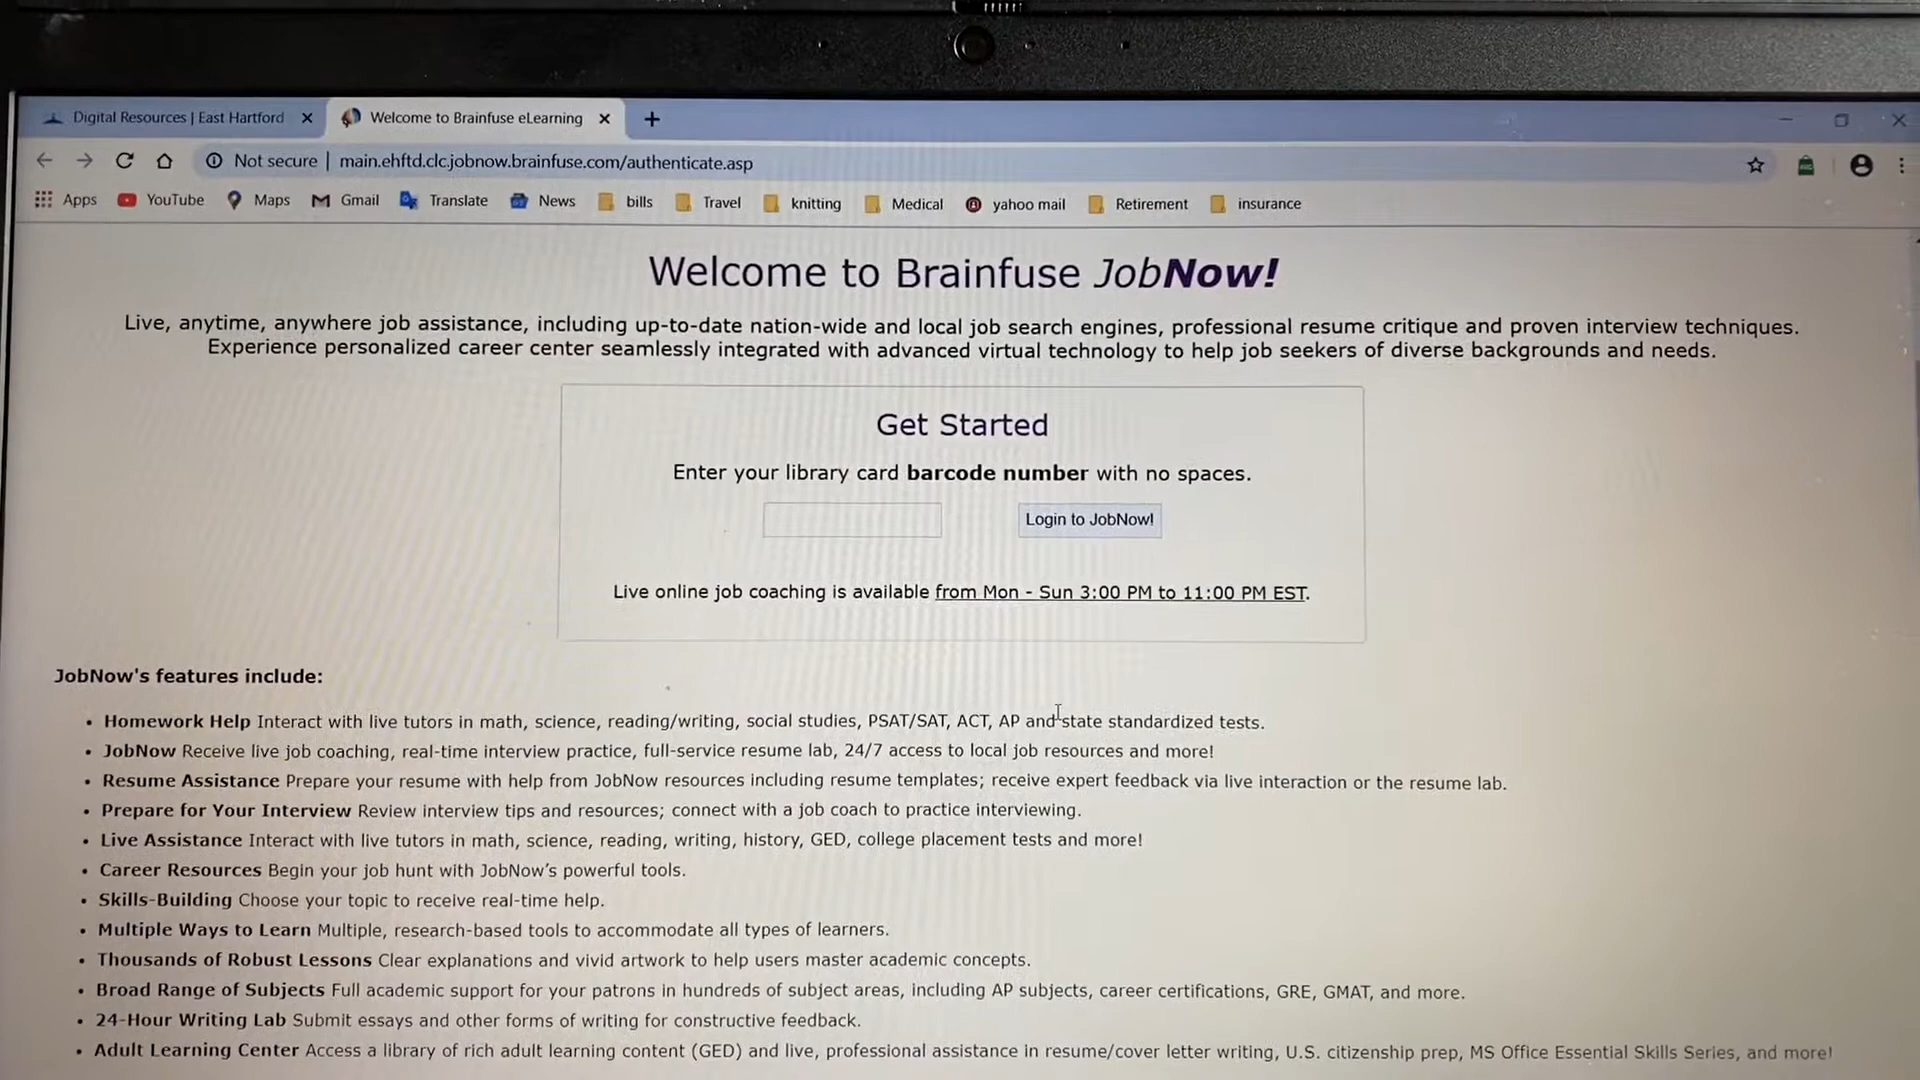 Digital Resources | East Hartford
Welcome to Brainfuse eLearning
Not secure | main.ehftd.clc.jobnow.brainfuse.com/authenticate.asp
Apps YouTube Maps Gmail Translate News bills Travel knitting Medical yahoo mail Retirement insurance
Welcome to Brainfuse JobNow!
Live, anytime, anywhere job assistance, including up-to-date nation-wide and local job search engines, professional resume critique and proven interview techniques.
Experience personalized career center seamlessly integrated with advanced virtual technology to help job seekers of diverse backgrounds and needs.
Get Started
Enter your library card barcode number with no spaces.
Login to JobNow!
Live online job coaching is available from Mon - Sun 3:00 PM to 11:00 PM EST.
JobNow's features include:
• Homework Help Interact with live tutors in math, science, reading/writing, social studies, PSAT/SAT, ACT, AP and state standardized tests.
• JobNow Receive live job coaching, real-time interview practice, full-service resume lab, 24/7 access to local job resources and more!
• Resume Assistance Prepare your resume with help from JobNow resources including resume templates; receive expert feedback via live interaction or the resume lab.
• Prepare for Your Interview Review interview tips and resources; connect with a job coach to practice interviewing.
• Live Assistance Interact with live tutors in math, science, reading, writing, history, GED, college placement tests and more!
• Career Resources Begin your job hunt with JobNow's powerful tools.
• Skills-Building Choose your topic to receive real-time help.
• Multiple Ways to Learn Multiple, research-based tools to accommodate all types of learners.
• Thousands of Robust Lessons Clear explanations and vivid artwork to help users master academic concepts.
• Broad Range of Subjects Full academic support for your patrons in hundreds of subject areas, including AP subjects, career certifications, GRE, GMAT, and more.
• 24-Hour Writing Lab Submit essays and other forms of writing for constructive feedback.
• Adult Learning Center Access a library of rich adult learning content (GED) and live, professional assistance in resume/cover letter writing, U.S. citizenship prep, MS Office Essential Skills Series, and more!